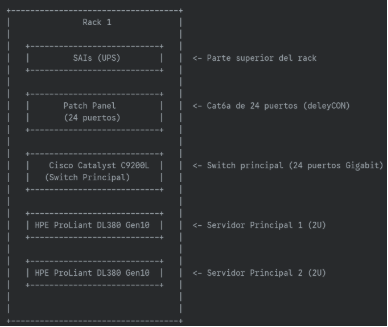 Rack 1
SAIs (UPS) <- Parte superior del rack
Patch Panel <- Cat6a de 24 puertos (deleyCON)
(24 puertos)
Cisco Catalyst C9200L <- Switch principal (24 puertos Gigabit)
(Switch Principal)
HPE ProLiant DL380 Gen10 <- Servidor Principal 1 (2U)
HPE ProLiant DL380 Gen10 <- Servidor Principal 2 (2U)